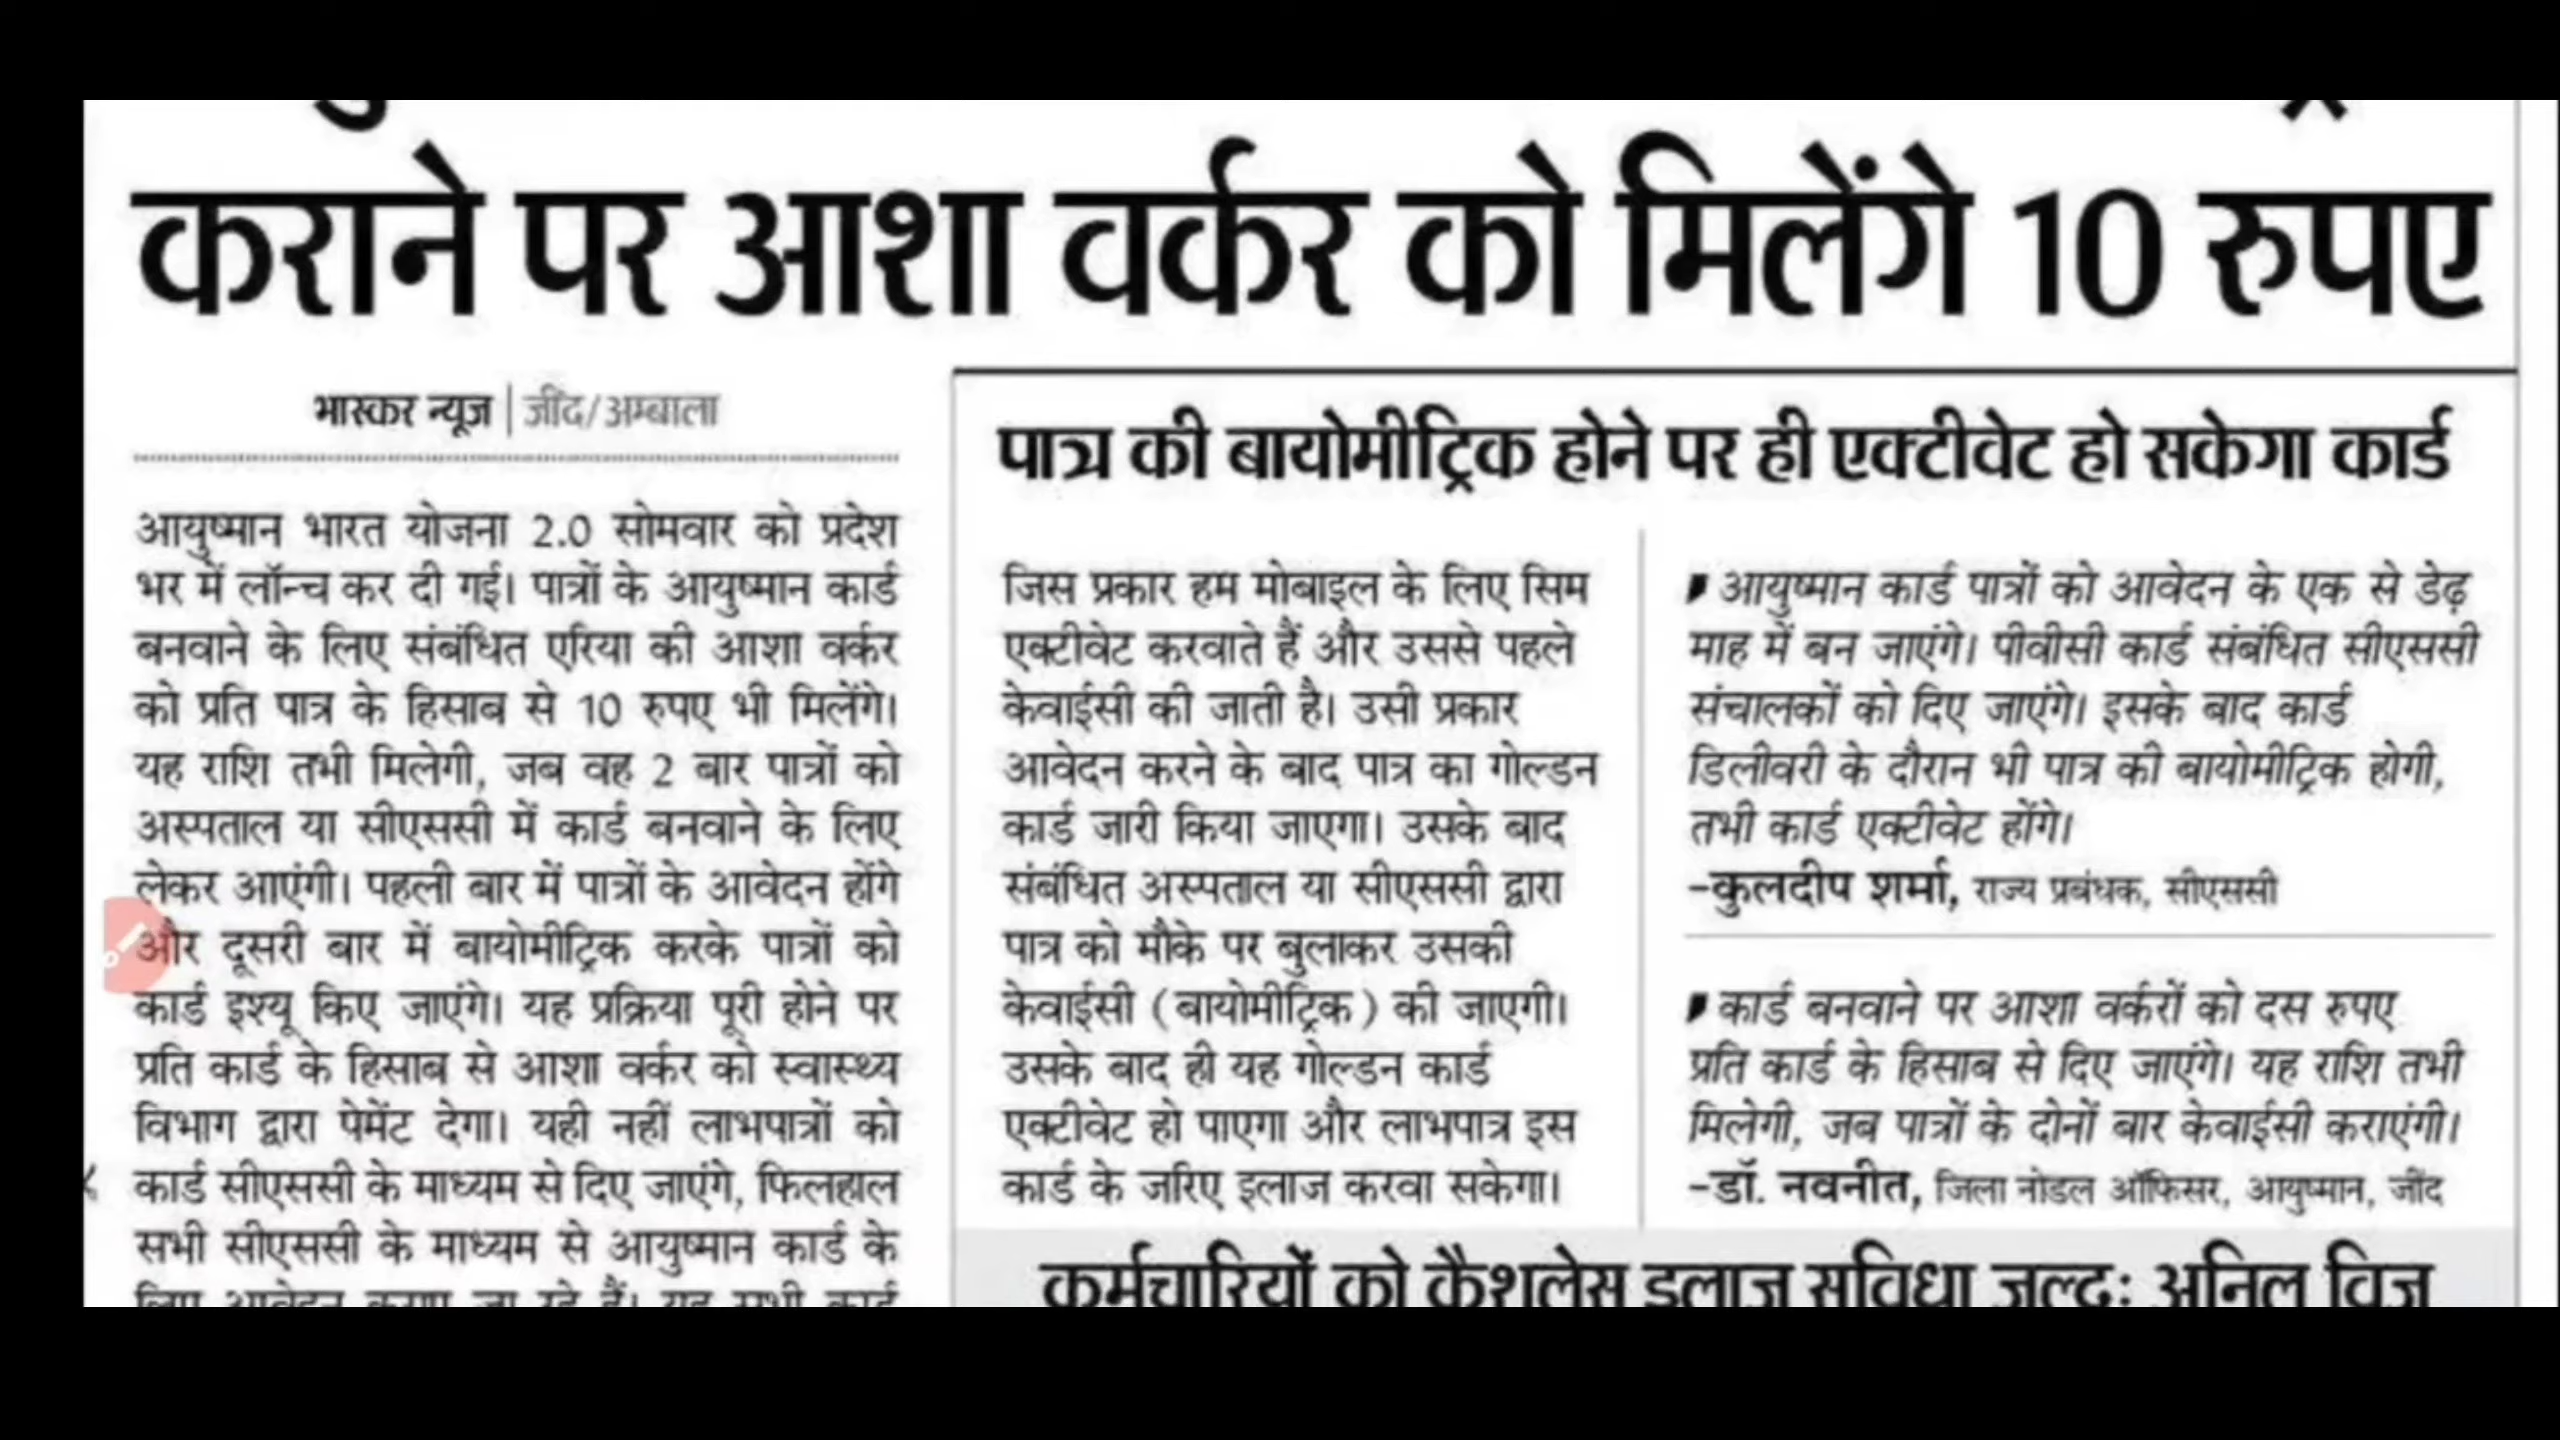 कराने पर आशा वर्कर को मिलेंगे 10 रुपए
भास्कर न्यूज | जींद/अम्बाला
आयुष्मान भारत योजना 2.0 सोमवार को प्रदेश
भर में लॉन्च कर दी गई। पात्रों के आयुष्मान कार्ड
बनवाने के लिए संबंधित एरिया की आशा वर्कर
को प्रति पात्र के हिसाब से 10 रुपए भी मिलेंगे।
यह राशि तभी मिलेगी, जब वह 2 बार पात्रों को
अस्पताल या सीएससी में कार्ड बनवाने के लिए
लेकर आएंगी। पहली बार में पात्रों के आवेदन होंगे
और दूसरी बार में बायोमीट्रिक करके पात्रों को
कार्ड इश्यू किए जाएंगे। यह प्रक्रिया पूरी होने पर
प्रति कार्ड के हिसाब से आशा वर्कर को स्वास्थ्य
विभाग द्वारा पेमेंट देगा। यही नहीं लाभपात्रों को
कार्ड सीएससी के माध्यम से दिए जाएंगे, फिलहाल
सभी सीएससी के माध्यम से आयुष्मान कार्ड के
पात्र की बायोमीट्रिक होने पर ही एक्टीवेट हो सकेगा कार्ड
जिस प्रकार हम मोबाइल के लिए सिम
एक्टीवेट करवाते हैं और उससे पहले
केवाईसी की जाती है। उसी प्रकार
आवेदन करने के बाद पात्र का गोल्डन
कार्ड जारी किया जाएगा। उसके बाद
संबंधित अस्पताल या सीएससी द्वारा
पात्र को मौके पर बुलाकर उसकी
केवाईसी (बायोमीट्रिक) की जाएगी।
उसके बाद ही यह गोल्डन कार्ड
एक्टीवेट हो पाएगा और लाभपात्र इस
कार्ड के जरिए इलाज करवा सकेगा।
आयुष्मान कार्ड पात्रों को आवेदन के एक से डेढ़
माह में बन जाएंगे। पीवीसी कार्ड संबंधित सीएससी
संचालकों को दिए जाएंगे। इसके बाद कार्ड
डिलीवरी के दौरान भी पात्र की बायोमीट्रिक होगी,
तभी कार्ड एक्टीवेट होंगे।
-कुलदीप शर्मा, राज्य प्रबंधक, सीएससी
कार्ड बनवाने पर आशा वर्करों को दस रुपए
प्रति कार्ड के हिसाब से दिए जाएंगे। यह राशि तभी
मिलेगी, जब पात्रों के दोनों बार केवाईसी कराएंगी।
-डॉ. नवनीत, जिला नोडल ऑफिसर, आयुष्मान, जींद
कर्मचारियों को कैशलेस इलाज सुविधा जल्द: अनिल विज